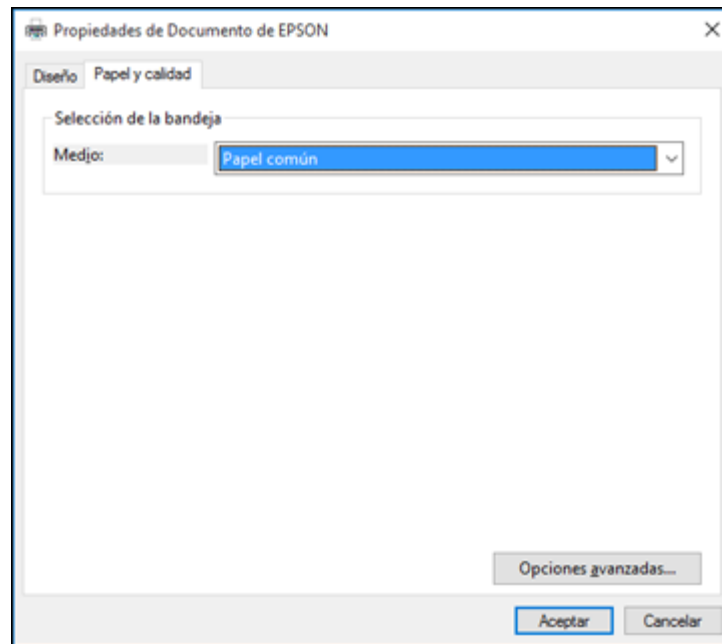 Propiedades de Documento de EPSON
Diseño Papel y calidad
Selección de la bandeja
Medio: Papel común
Opciones avanzadas...
Aceptar Cancelar